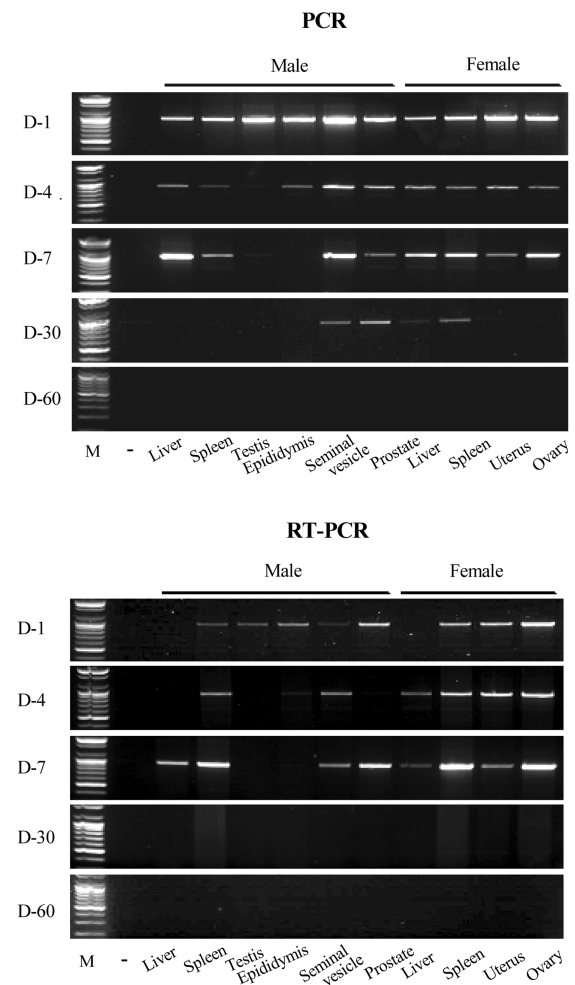 PCR
Male Female
D-1
D-4
D-7
D-30
D-60
M - Liver Spleen Testis Epididymis Seminal vesicle Prostate Liver Spleen Uterus Ovary
RT-PCR
Male Female
D-1
D-4
D-7
D-30
D-60
M - Liver Spleen Testis Epididymis Seminal vesicle Prostate Liver Spleen Uterus Ovary